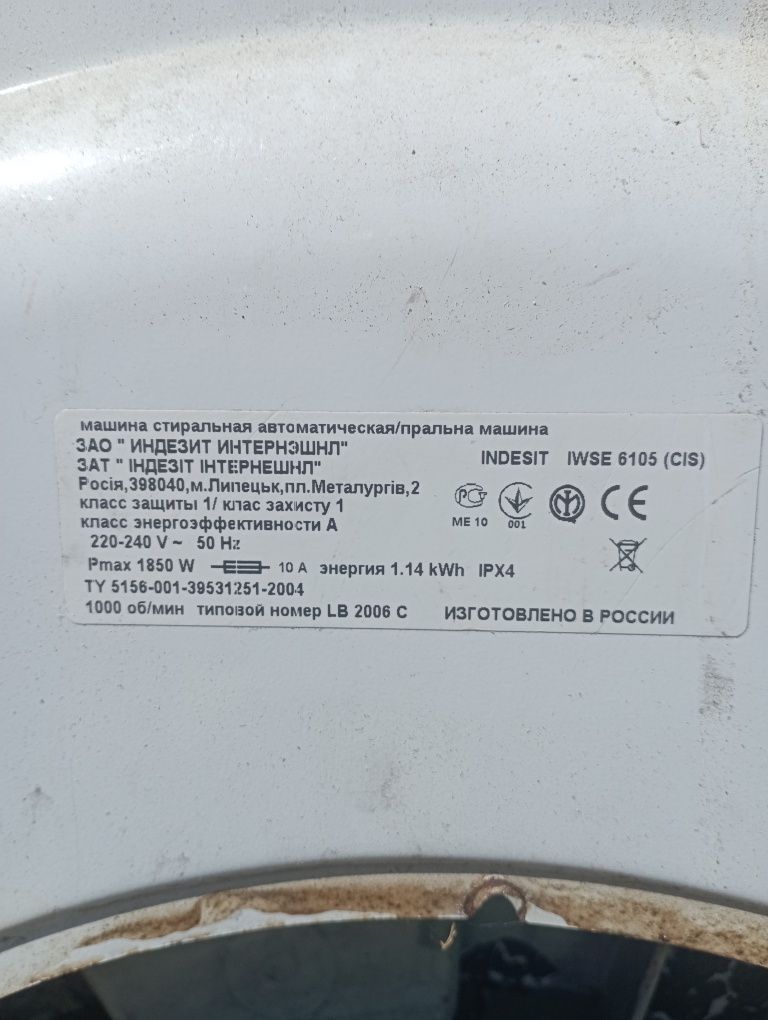 машина стиральная автоматическая/пральна машина
ЗАО " ИНДЕЗИТ ИНТЕРНЭШНЛ"
ЗАТ " ІНДЕЗІТ ІНТЕРНЕШНЛ"
INDESIT IWSE 6105 (CIS)
Росія,398040,м.Липецьк,пл.Металургів,2
класс защиты 1/ клас захисту 1
класс энергоэффективности А
РСТ
ME 10
001
CE
220-240 V ~ 50 Hz
Pmax 1850 W 10 A энергия 1.14 kWh IPX4
ТУ 5156-001-39531251-2004
1000 об/мин типовой номер LB 2006 C ИЗГОТОВЛЕНО В РОССИИ